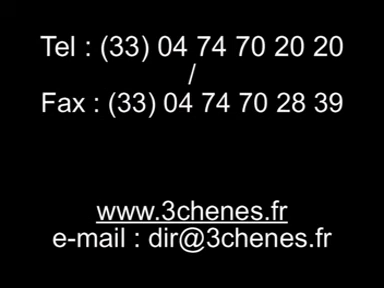 Tel : (33) 04 74 70 20 20
/
Fax : (33) 04 74 70 28 39
www.3chenes.fr
e-mail : dir@3chenes.fr